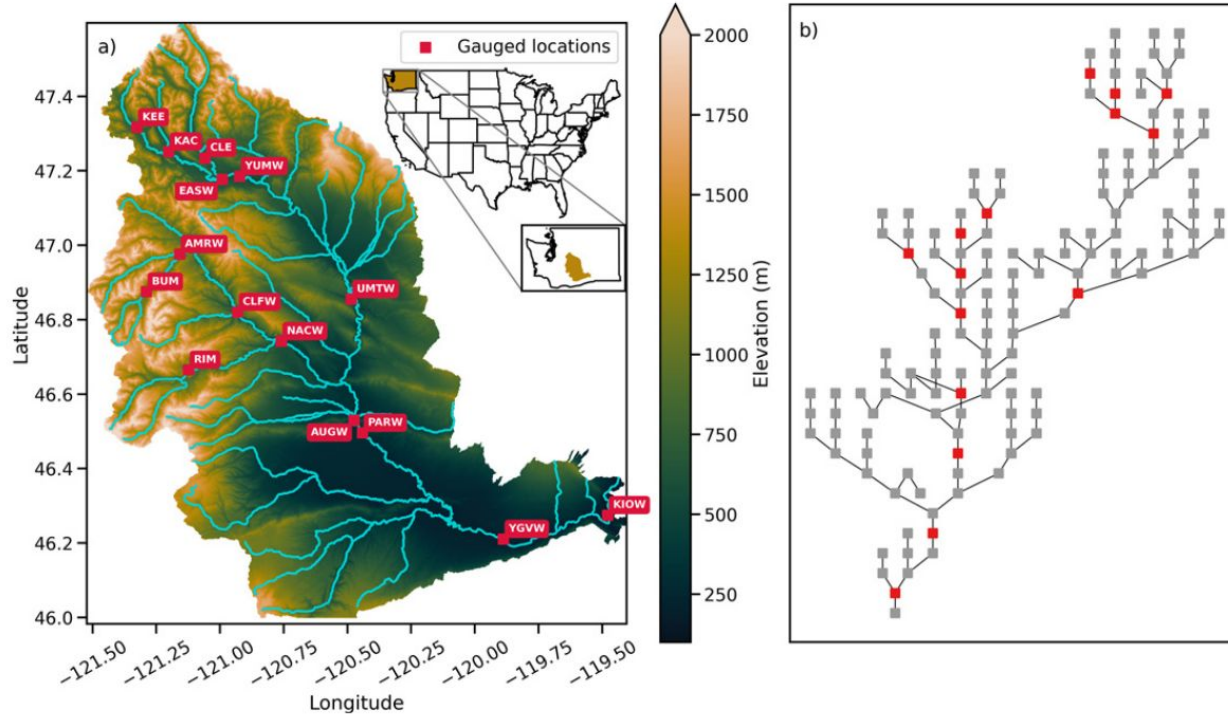 a)
Gauged locations
KEE
KAC
CLE
YUMW
EASW
AMRW
BUM
CLFW
UMTW
NACW
RIM
AUGW
PARW
KIOW
YGVW
47.4
47.2
47.0
46.8
46.6
46.4
46.2
46.0
Latitude
−121.50
−121.25
−121.00
−120.75
−120.50
−120.25
−120.00
−119.75
−119.50
Longitude
2000
1750
1500
1250
1000
750
500
250
Elevation (m)
b)